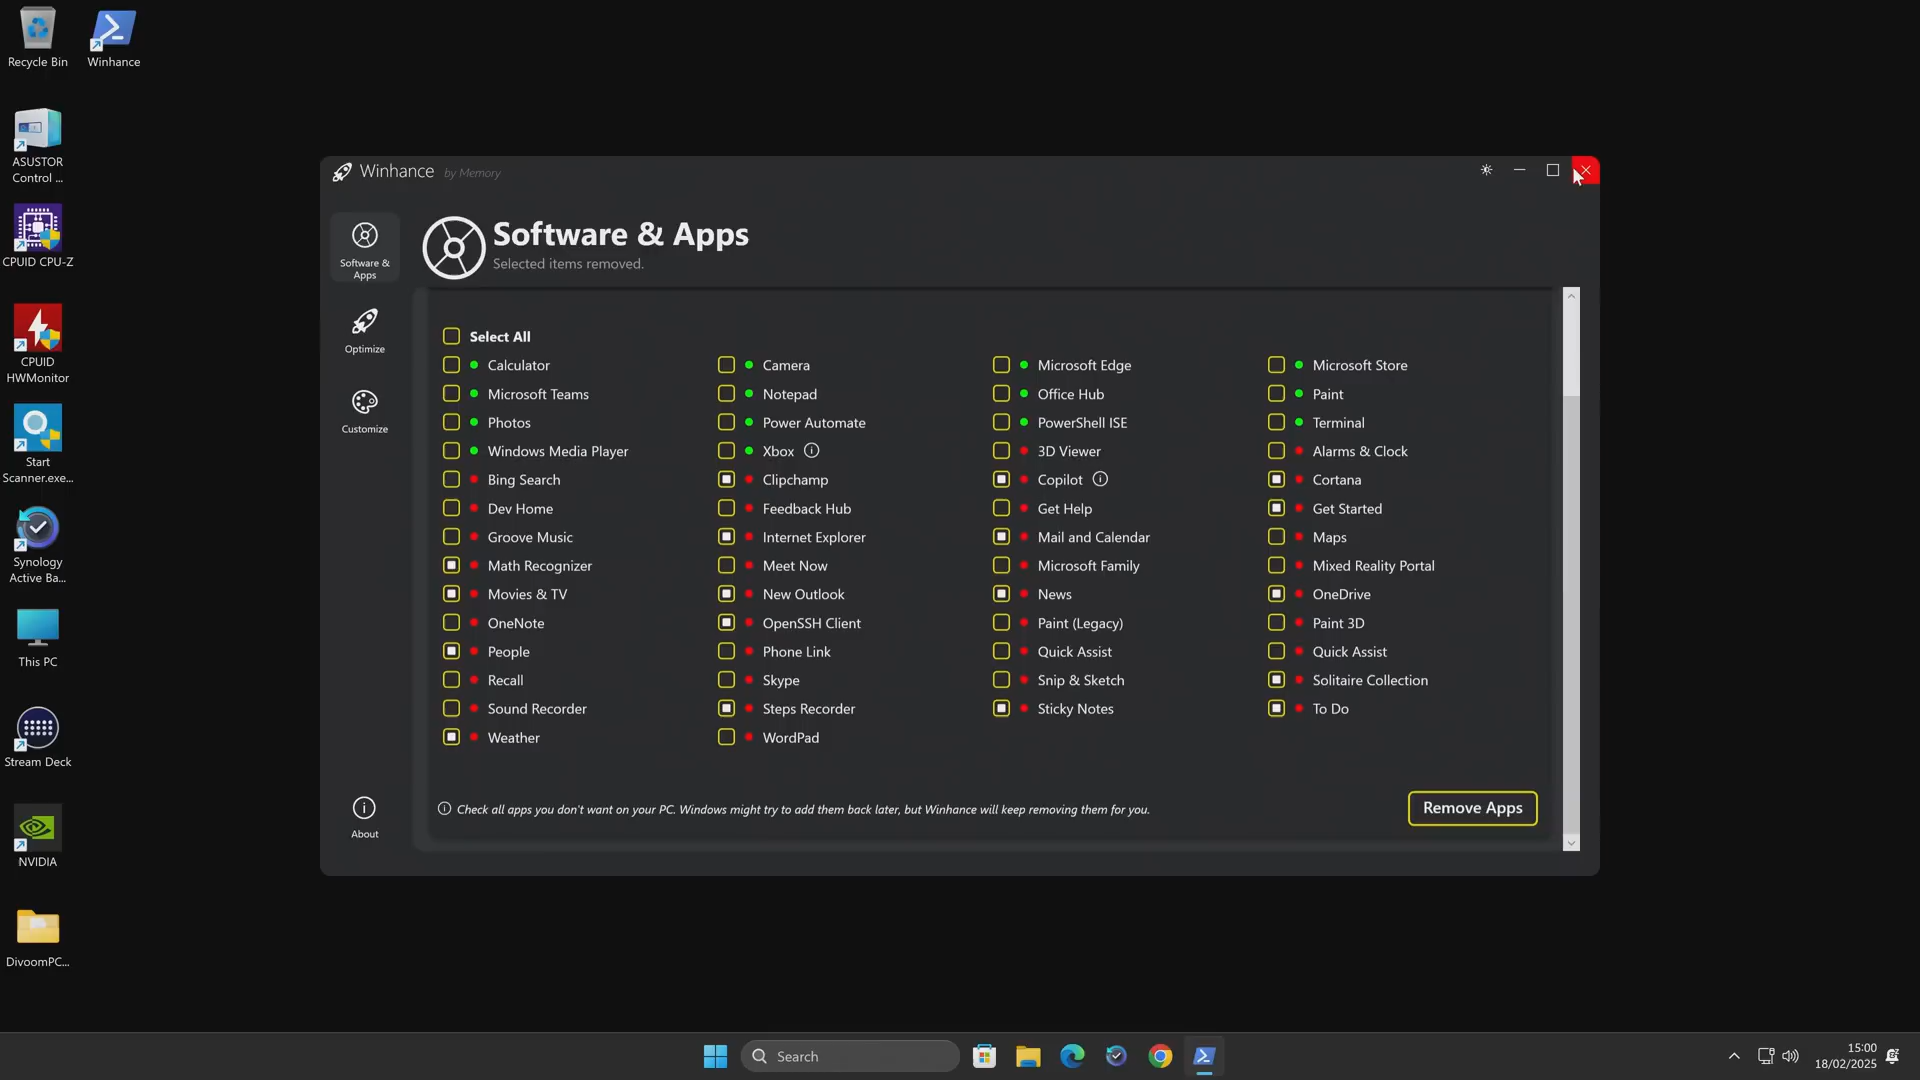 Recycle Bin
Winhance
ASUSTOR
Control ...
CPUID CPU-Z
CPUID
HWMonitor
Start
Scanner.exe...
Synology
Active Ba...
This PC
Stream Deck
NVIDIA
DivoomPC...
Winhance by Memory
Software &
Apps
Optimize
Customize
About
Software & Apps
Selected items removed.
Select All
Calculator Camera Microsoft Edge Microsoft Store
Microsoft Teams Notepad Office Hub Paint
Photos Power Automate PowerShell ISE Terminal
Windows Media Player Xbox 3D Viewer Alarms & Clock
Bing Search Clipchamp Copilot Cortana
Dev Home Feedback Hub Get Help Get Started
Groove Music Internet Explorer Mail and Calendar Maps
Math Recognizer Meet Now Microsoft Family Mixed Reality Portal
Movies & TV New Outlook News OneDrive
OneNote OpenSSH Client Paint (Legacy) Paint 3D
People Phone Link Quick Assist Quick Assist
Recall Skype Snip & Sketch Solitaire Collection
Sound Recorder Steps Recorder Sticky Notes To Do
Weather WordPad
Check all apps you don't want on your PC. Windows might try to add them back later, but Winhance will keep removing them for you.
Remove Apps
Search
15:00
18/02/2025